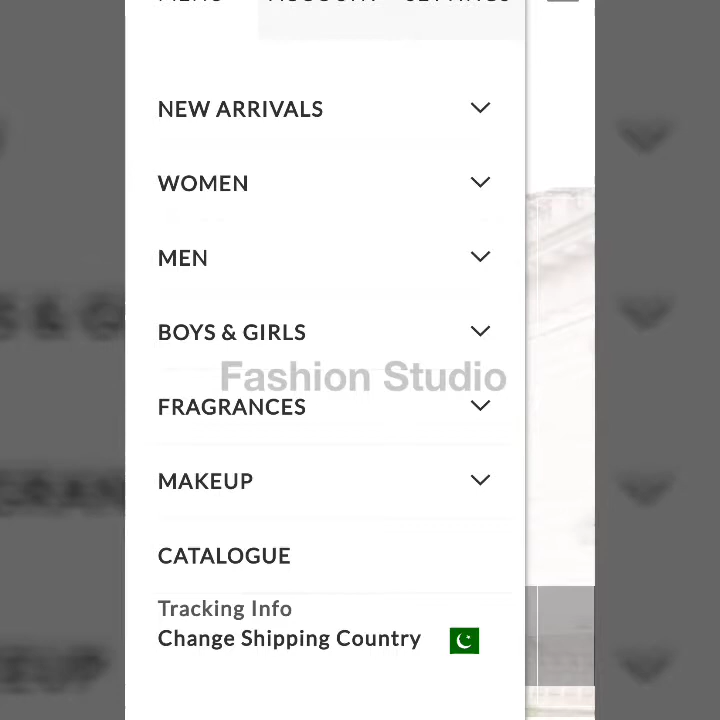 NEW ARRIVALS
WOMEN
MEN
BOYS & GIRLS
Fashion Studio
FRAGRANCES
MAKEUP
CATALOGUE
Tracking Info
Change Shipping Country